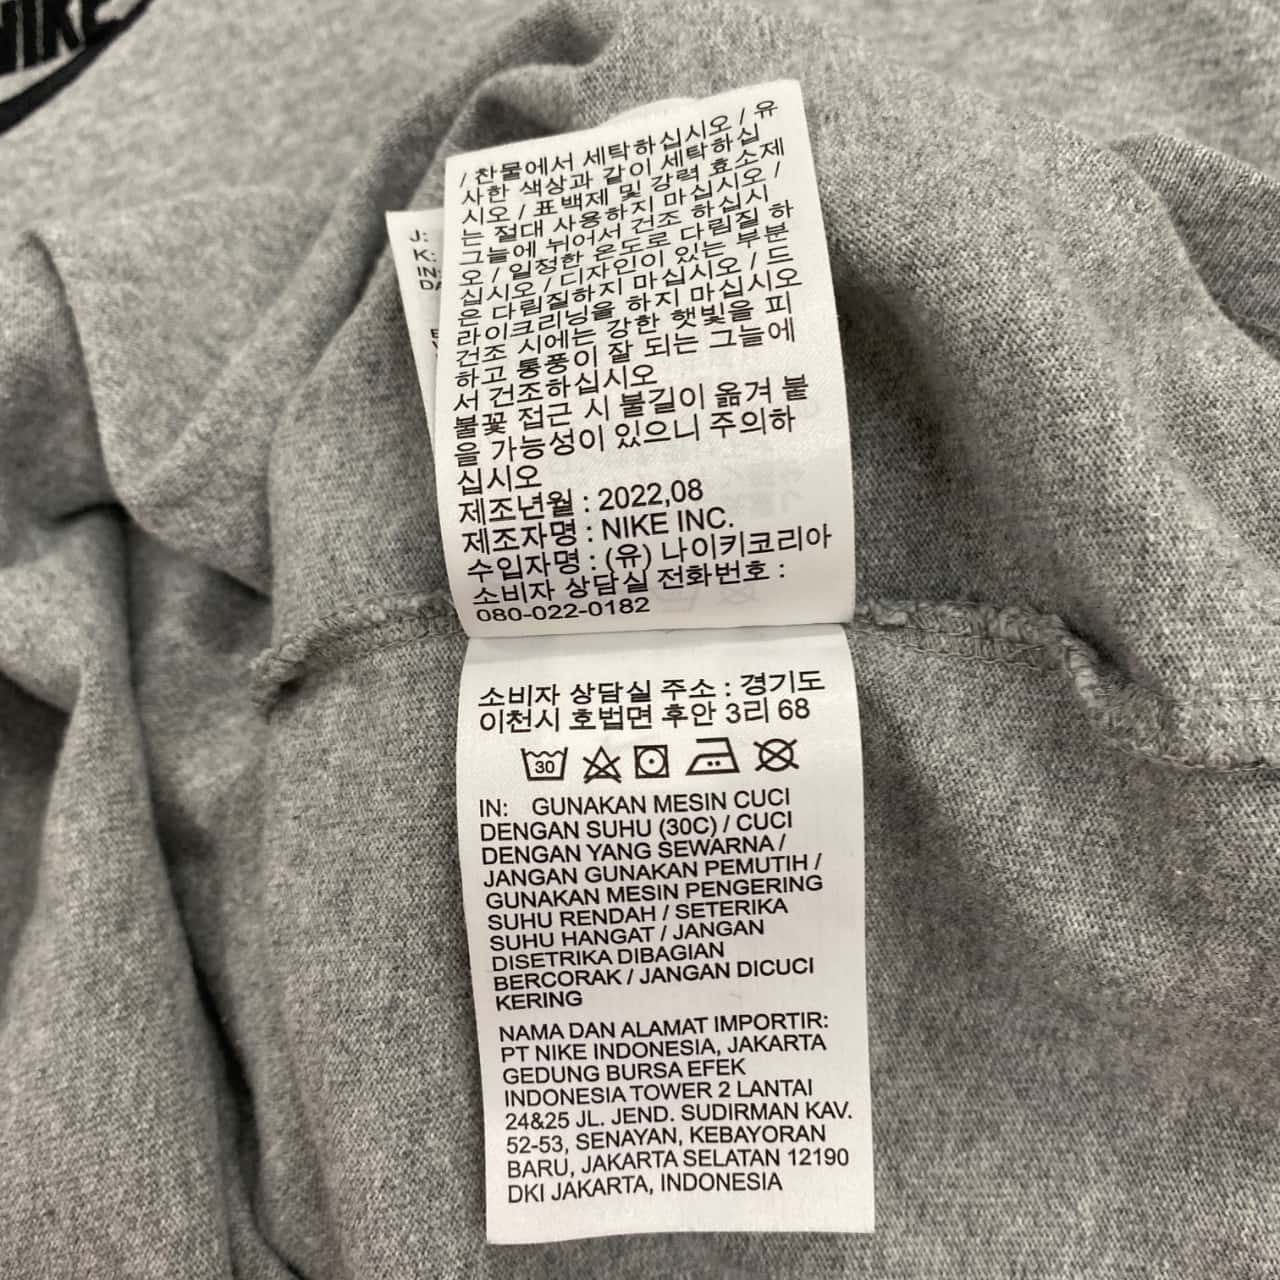 NIKE
J:
K:
IN:
/ 찬물에서 세탁하십시오 / 유
사한 색상과 같이 세탁하십
시오 / 표백제 및 강력 효소제
는 절대 사용하지 마십시오 /
그늘에 뉘어서 건조 하십시
오 / 일정한 온도로 다림질 하
십시오 / 디자인이 있는 부분
은 다림질하지 마십시오 / 드
라이크리닝을 하지 마십시오
건조 시에는 강한 햇빛을 피
하고 통풍이 잘 되는 그늘에
서 건조하십시오
불꽃 접근 시 불길이 옮겨 붙
을 가능성이 있으니 주의하
십시오
제조년월 : 2022,08
제조자명 : NIKE INC.
수입자명 : (유) 나이키코리아
소비자 상담실 전화번호 :
080-022-0182
소비자 상담실 주소 : 경기도
이천시 호법면 후안 3리 68
30
IN: GUNAKAN MESIN CUCI
DENGAN SUHU (30C) / CUCI
DENGAN YANG SEWARNA /
JANGAN GUNAKAN PEMUTIH /
GUNAKAN MESIN PENGERING
SUHU RENDAH / SETERIKA
SUHU HANGAT / JANGAN
DISETRIKA DIBAGIAN
BERCORAK / JANGAN DICUCI
KERING
NAMA DAN ALAMAT IMPORTIR:
PT NIKE INDONESIA, JAKARTA
GEDUNG BURSA EFEK
INDONESIA TOWER 2 LANTAI
24&25 JL. JEND. SUDIRMAN KAV.
52-53, SENAYAN, KEBAYORAN
BARU, JAKARTA SELATAN 12190
DKI JAKARTA, INDONESIA